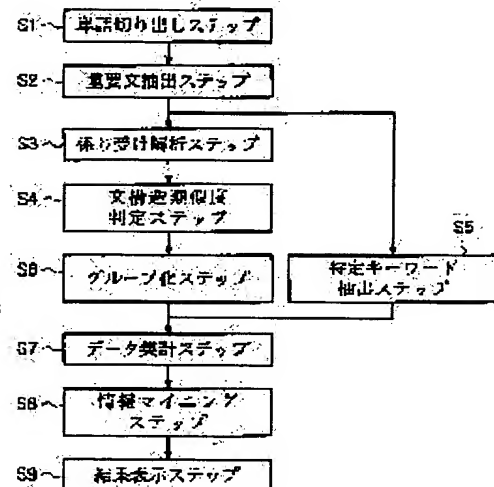 S1 単語切り出しステップ
S2 重要文抽出ステップ
S3 係り受け解析ステップ
S4 文構造類似度
判定ステップ
S5
特定キーワード
抽出ステップ
S6 グループ化ステップ
S7 データ集計ステップ
S8 情報マイニング
ステップ
S9 結果表示ステップ